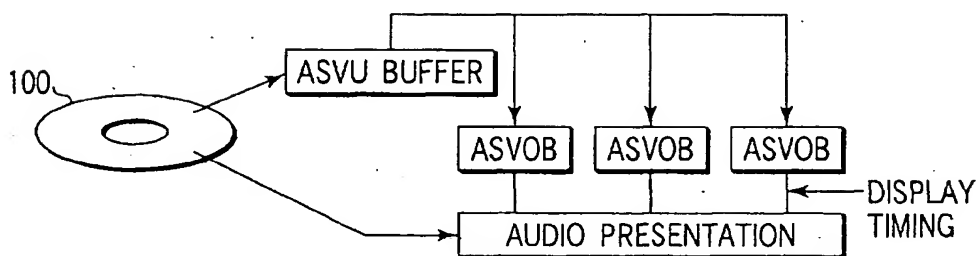 100
ASVU BUFFER
ASVOB
ASVOB
ASVOB
DISPLAY
TIMING
AUDIO PRESENTATION